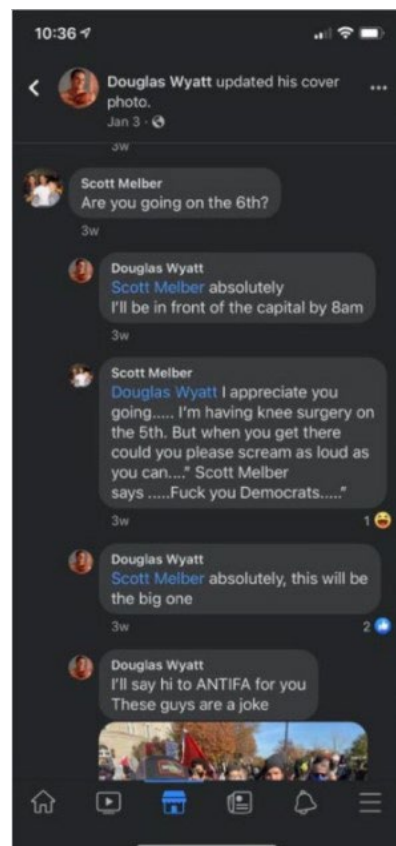 10:36
Douglas Wyatt updated his cover
photo.
Jan 3 ·
3w
Scott Melber
Are you going on the 6th?
3w
Douglas Wyatt
Scott Melber absolutely
I'll be in front of the capital by 8am
3w
Scott Melber
Douglas Wyatt I appreciate you
going..... I'm having knee surgery on
the 5th. But when you get there
could you please scream as loud as
you can...." Scott Melber
says .....Fuck you Democrats....."
3w
1
Douglas Wyatt
Scott Melber absolutely, this will be
the big one
3w
2
Douglas Wyatt
I'll say hi to ANTIFA for you
These guys are a joke